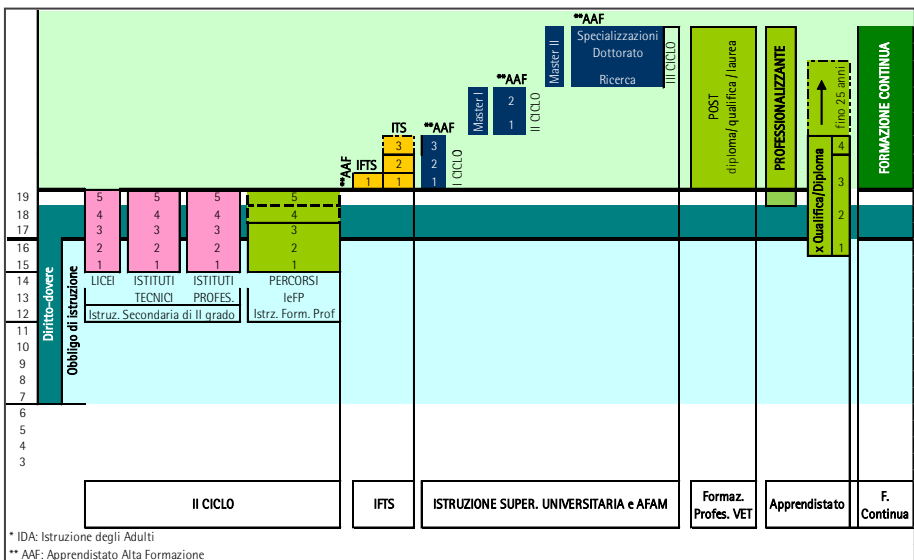 **AAF
Specializzazioni
Dottorato
Ricerca
Master II
III CICLO
**AAF
Master I
2
1
II CICLO
ITS
**AAF
IFTS
**AAF
3
2
1
1
3
2
1
I CICLO
POST
diploma/ qualifica / laurea
PROFESSIONALIZZANTE
fino 25 anni
x Qualifica/Diploma
4
3
2
1
FORMAZIONE CONTINUA
19
18
17
16
15
14
13
12
11
10
9
8
7
6
5
4
3
Diritto-dovere
Obbligo di istruzione
5
4
3
2
1
5
4
3
2
1
5
4
3
2
1
5
4
3
2
1
LICEI
ISTITUTI
TECNICI
ISTITUTI
PROFES.
PERCORSI
IeFP
Istruz. Secondaria di II grado
Istrz. Form. Prof
II CICLO
IFTS
ISTRUZIONE SUPER. UNIVERSITARIA e AFAM
Formaz.
Profes. VET
Apprendistato
F.
Continua
* IDA: Istruzione degli Adulti
** AAF: Apprendistato Alta Formazione